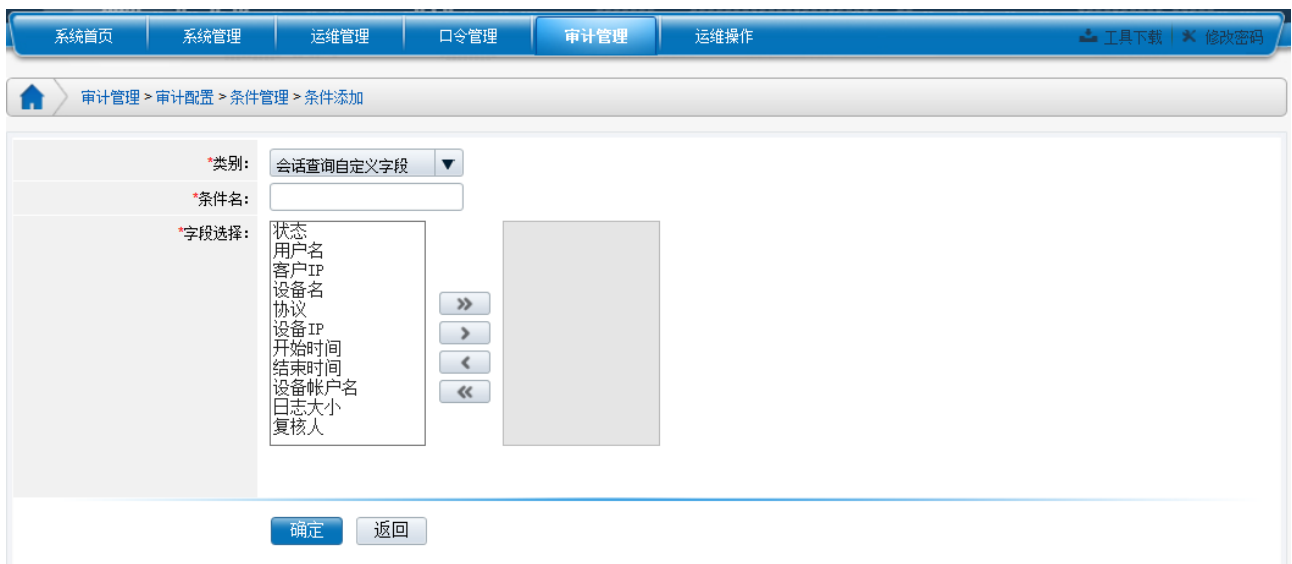 系统首页 系统管理 运维管理 口令管理 审计管理 运维操作 工具下载 修改密码
审计管理 > 审计配置 > 条件管理 > 条件添加
*类别： 会话查询自定义字段
*条件名：
*字段选择： 状态
用户名
客户IP
设备名
协议
设备IP
开始时间
结束时间
设备帐户名
日志大小
复核人
确定 返回